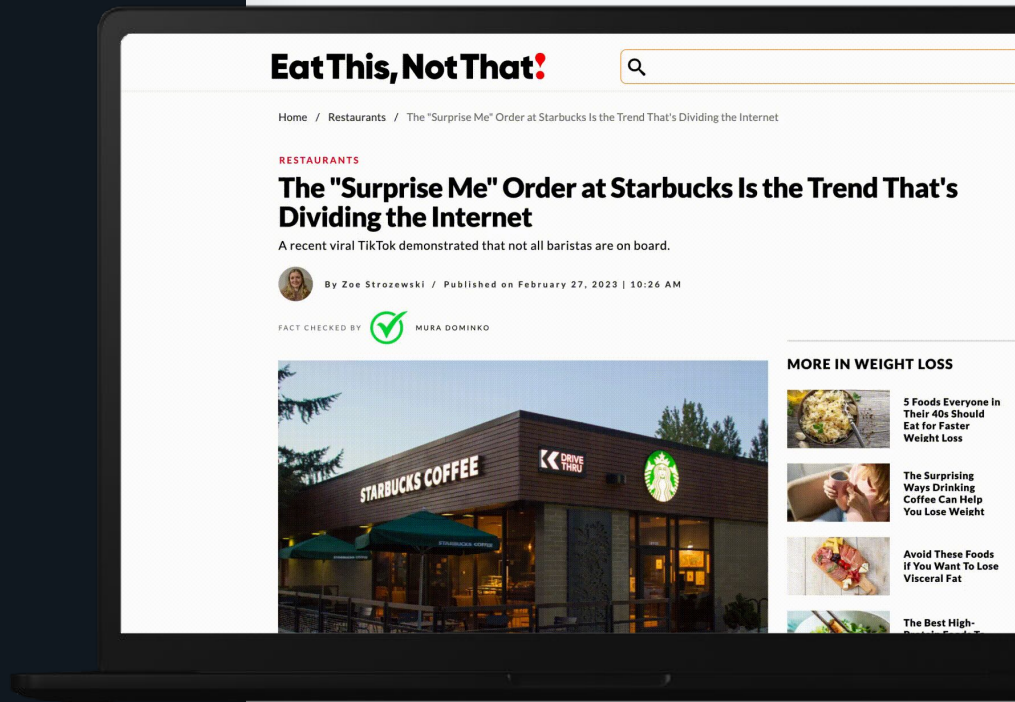 Eat This, Not That!
Home / Restaurants / The "Surprise Me" Order at Starbucks Is the Trend That's Dividing the Internet
RESTAURANTS
The "Surprise Me" Order at Starbucks Is the Trend That's
Dividing the Internet
A recent viral TikTok demonstrated that not all baristas are on board.
By Zoe Strozewski / Published on February 27, 2023 | 10:26 AM
FACT CHECKED BY MURA DOMINKO
STARBUCKS COFFEE
DRIVE
THRU
STARBUCKS COFFEE
MORE IN WEIGHT LOSS
5 Foods Everyone in
Their 40s Should
Eat for Faster
Weight Loss
The Surprising
Ways Drinking
Coffee Can Help
You Lose Weight
Avoid These Foods
if You Want To Lose
Visceral Fat
The Best High-